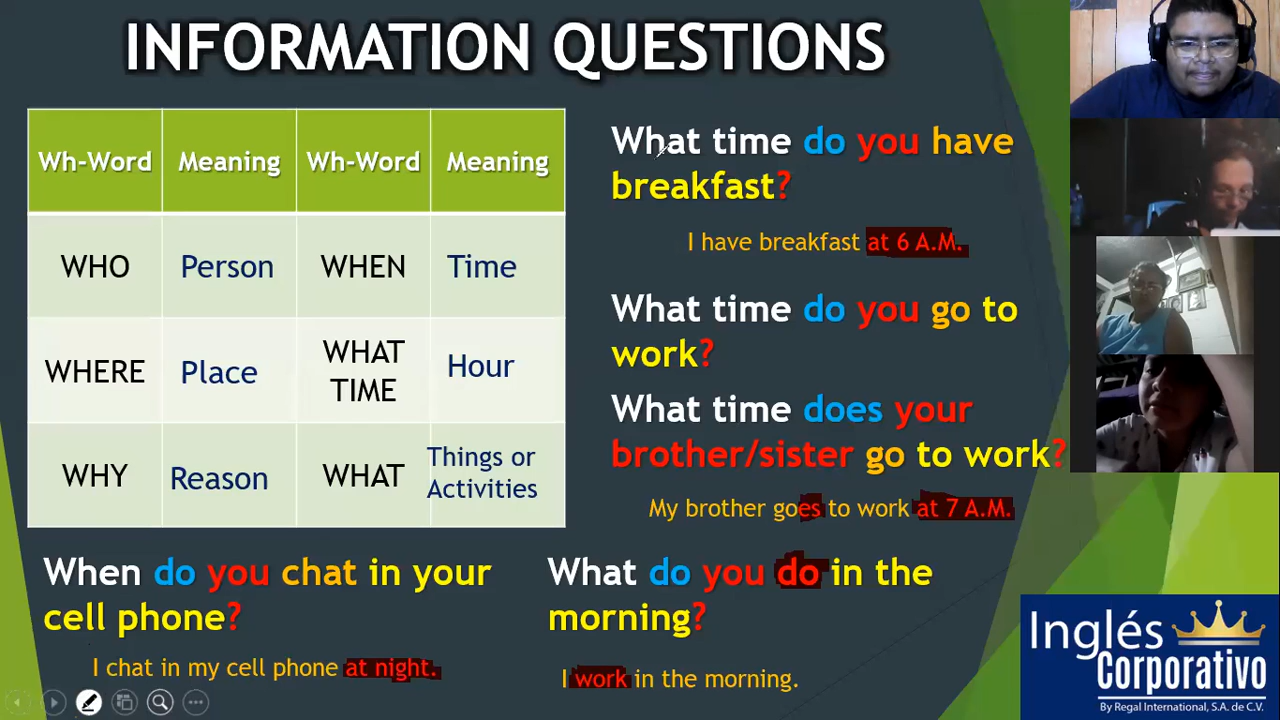 INFORMATION QUESTIONS
Wh-Word Meaning Wh-Word Meaning
WHO Person WHEN Time
WHERE Place WHAT TIME Hour
WHY Reason WHAT Things or Activities
What time do you have
breakfast?
I have breakfast at 6 A.M.
What time do you go to
work?
What time does your
brother/sister go to work?
My brother goes to work at 7 A.M.
When do you chat in your
cell phone?
I chat in my cell phone at night.
What do you do in the
morning?
I work in the morning.
Inglés
Corporativo
By Regal International, S.A. de C.V.